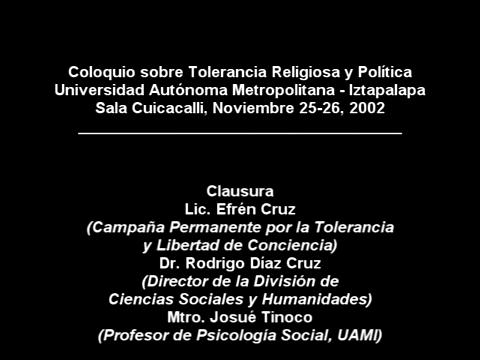 Coloquio sobre Tolerancia Religiosa y Política
Universidad Autónoma Metropolitana - Iztapalapa
Sala Cuicacalli, Noviembre 25-26, 2002
Clausura
Lic. Efrén Cruz
(Campaña Permanente por la Tolerancia
y Libertad de Conciencia)
Dr. Rodrigo Díaz Cruz
(Director de la División de
Ciencias Sociales y Humanidades)
Mtro. Josué Tinoco
(Profesor de Psicología Social, UAMI)